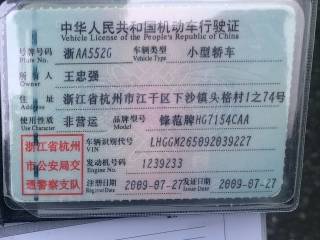 中华人民共和国机动车行驶证
Vehicle License of the People's Republic of China
号牌号码 浙AA552G 车辆类型 小型轿车
Plate No. Vehicle Type
所有人 王忠强
Owner
住址 浙江省杭州市江干区下沙镇头格村1之74号
Address
使用性质 非营运 品牌型号 锋范牌HG7154CAA
Use Character Model
浙江省杭州
市公安局交
通警察支队
车辆识别代号 LHGGM265092039227
VIN
发动机号码 1239233
Engine No.
注册日期 2009-07-27 发证日期 2009-07-27
Register Date Issue Date